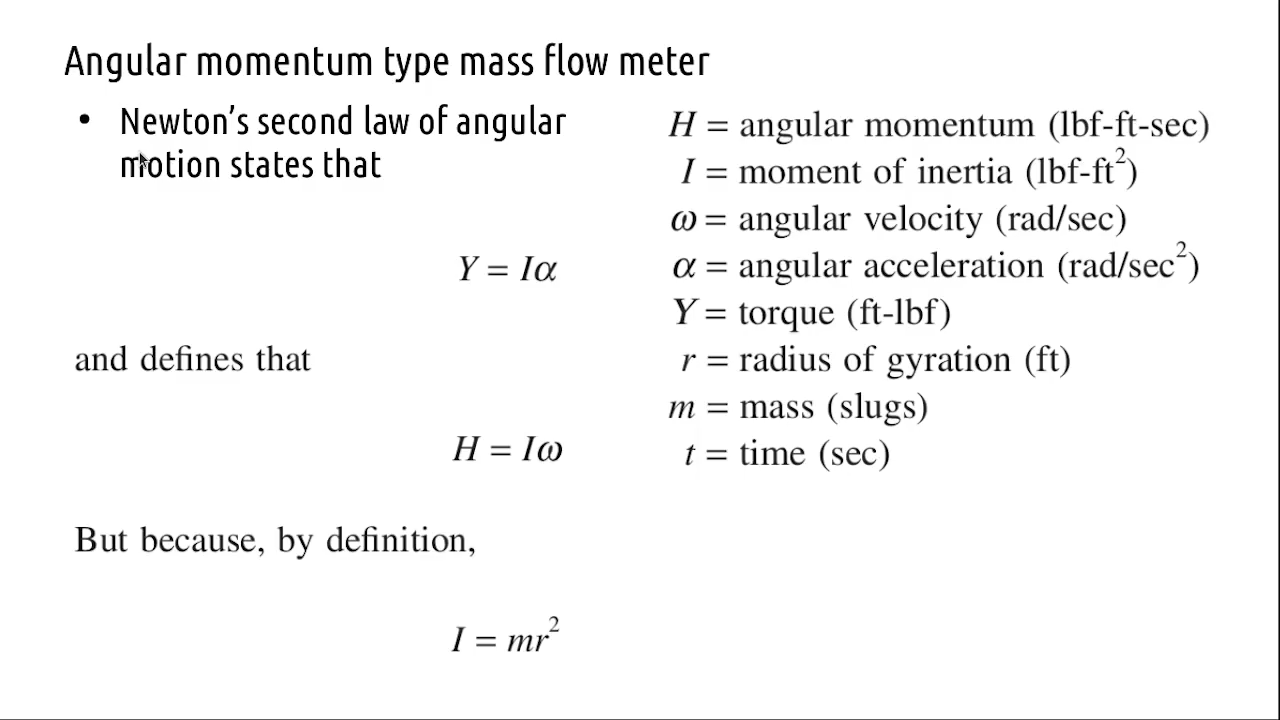 Angular momentum type mass flow meter
• Newton’s second law of angular
motion states that
Y = Iα
and defines that
H = Iω
But because, by definition,
I = mr²
H = angular momentum (lbf-ft-sec)
I = moment of inertia (lbf-ft²)
ω = angular velocity (rad/sec)
α = angular acceleration (rad/sec²)
Y = torque (ft-lbf)
r = radius of gyration (ft)
m = mass (slugs)
t = time (sec)